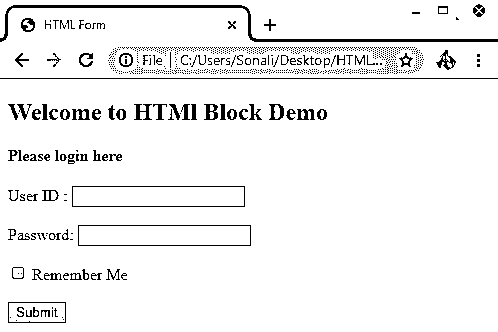 HTML Form
File C:/Users/Sonali/Desktop/HTML...
Welcome to HTMl Block Demo
Please login here
User ID :
Password:
Remember Me
Submit